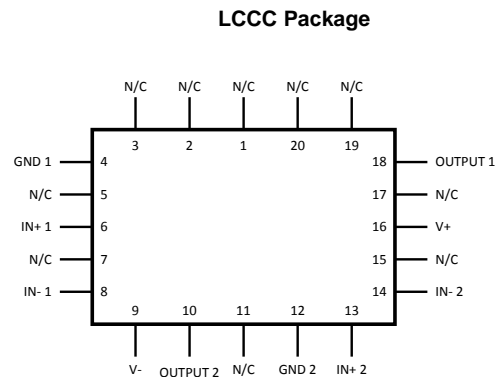 LCCC Package
N/C N/C N/C N/C N/C
3 2 1 20 19
GND 1 4 18 OUTPUT 1
N/C 5 17 N/C
IN+ 1 6 16 V+
N/C 7 15 N/C
IN- 1 8 14 IN- 2
9 10 11 12 13
V- OUTPUT 2 N/C GND 2 IN+ 2